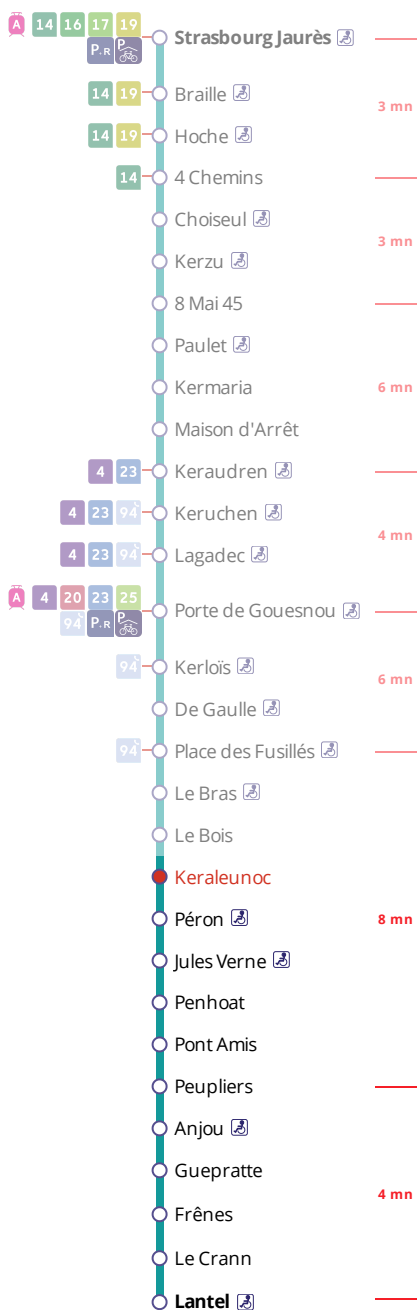 A 14 16 17 19
P+R P
Strasbourg Jaurès
14 19 Braille
3 mn
14 19 Hoche
14 4 Chemins
Choiseul
3 mn
Kerzu
8 Mai 45
Paulet
Kermaria
6 mn
Maison d'Arrêt
4 23 Keraudren
4 23 94 Keruchen
4 mn
4 23 94 Lagadec
A 4 20 23 25
94 P+R P
Porte de Gouesnou
94 Kerloïs
6 mn
De Gaulle
94 Place des Fusillés
Le Bras
Le Bois
Keraleunoc
Péron
8 mn
Jules Verne
Penhoat
Pont Amis
Peupliers
Anjou
Guepratte
4 mn
Frênes
Le Crann
Lantel